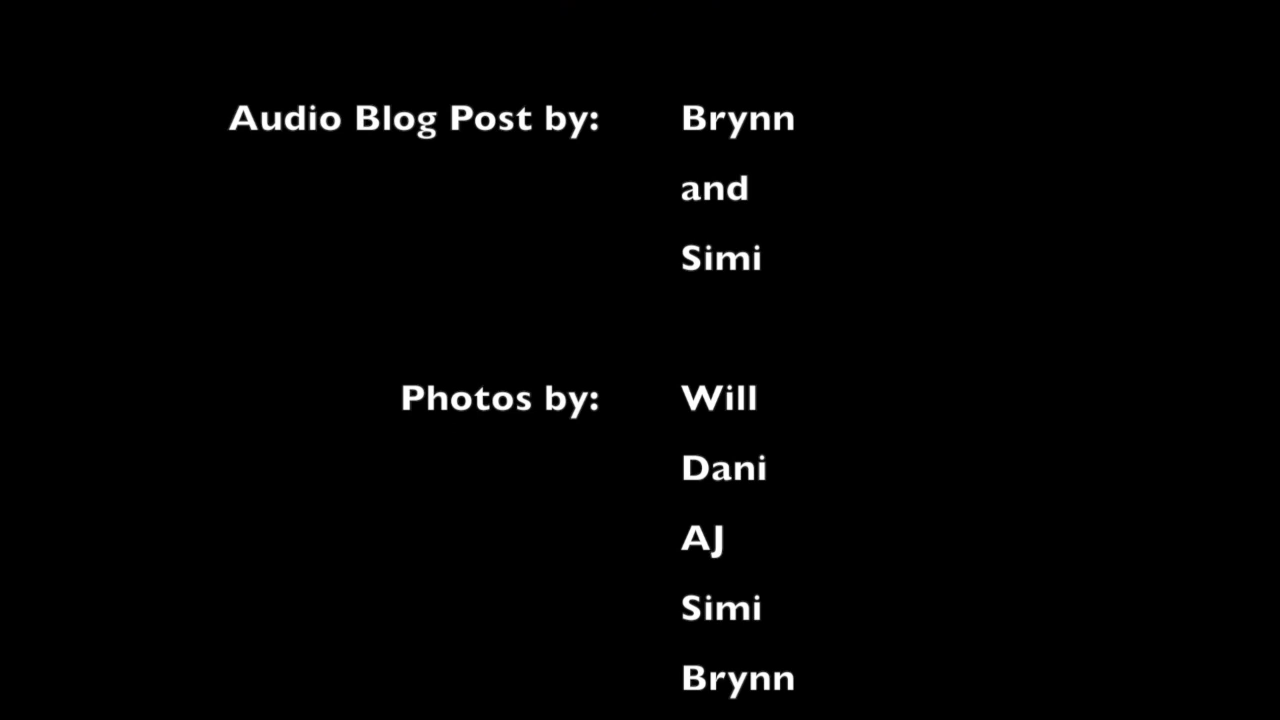 Audio Blog Post by: Brynn
and
Simi
Photos by: Will
Dani
AJ
Simi
Brynn